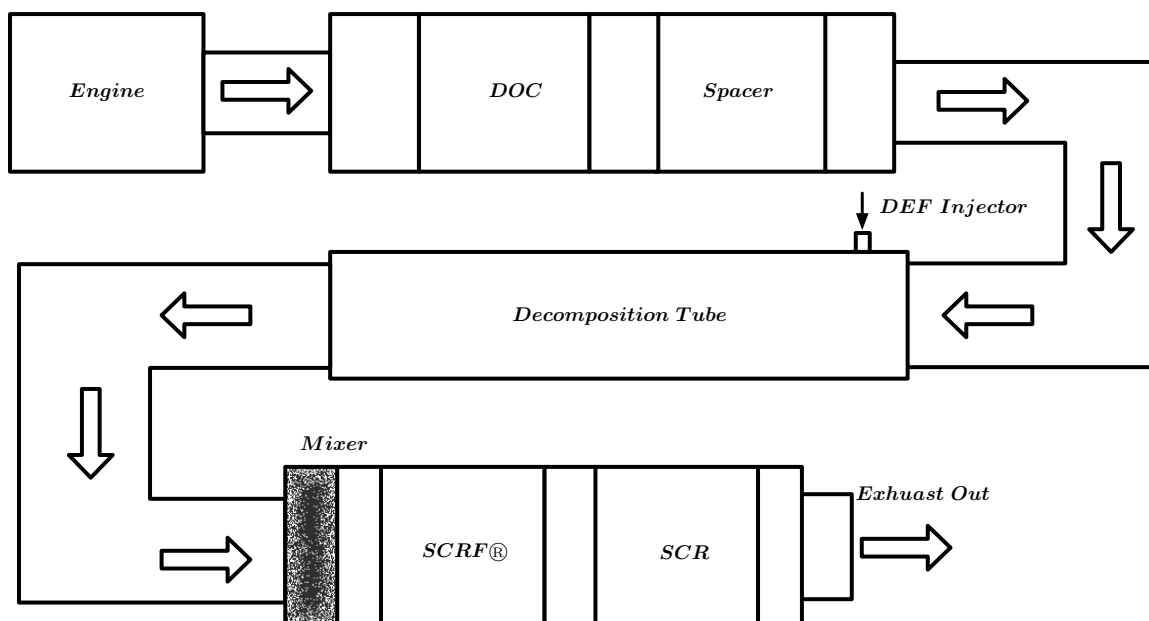 Engine
DOC
Spacer
DEF Injector
Decomposition Tube
Mixer
Exhuast Out
SCRF®
SCR